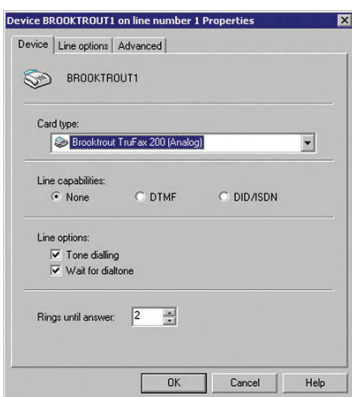 Device BROOKTROUT1 on line number 1 Properties
Device Line options Advanced
BROOKTROUT1
Card type:
Brooktrout TruFax 200 (Analog)
Line capabilities:
None DTMF DID/ISDN
Line options:
Tone dialling
Wait for dialtone
Rings until answer: 2
OK Cancel Help